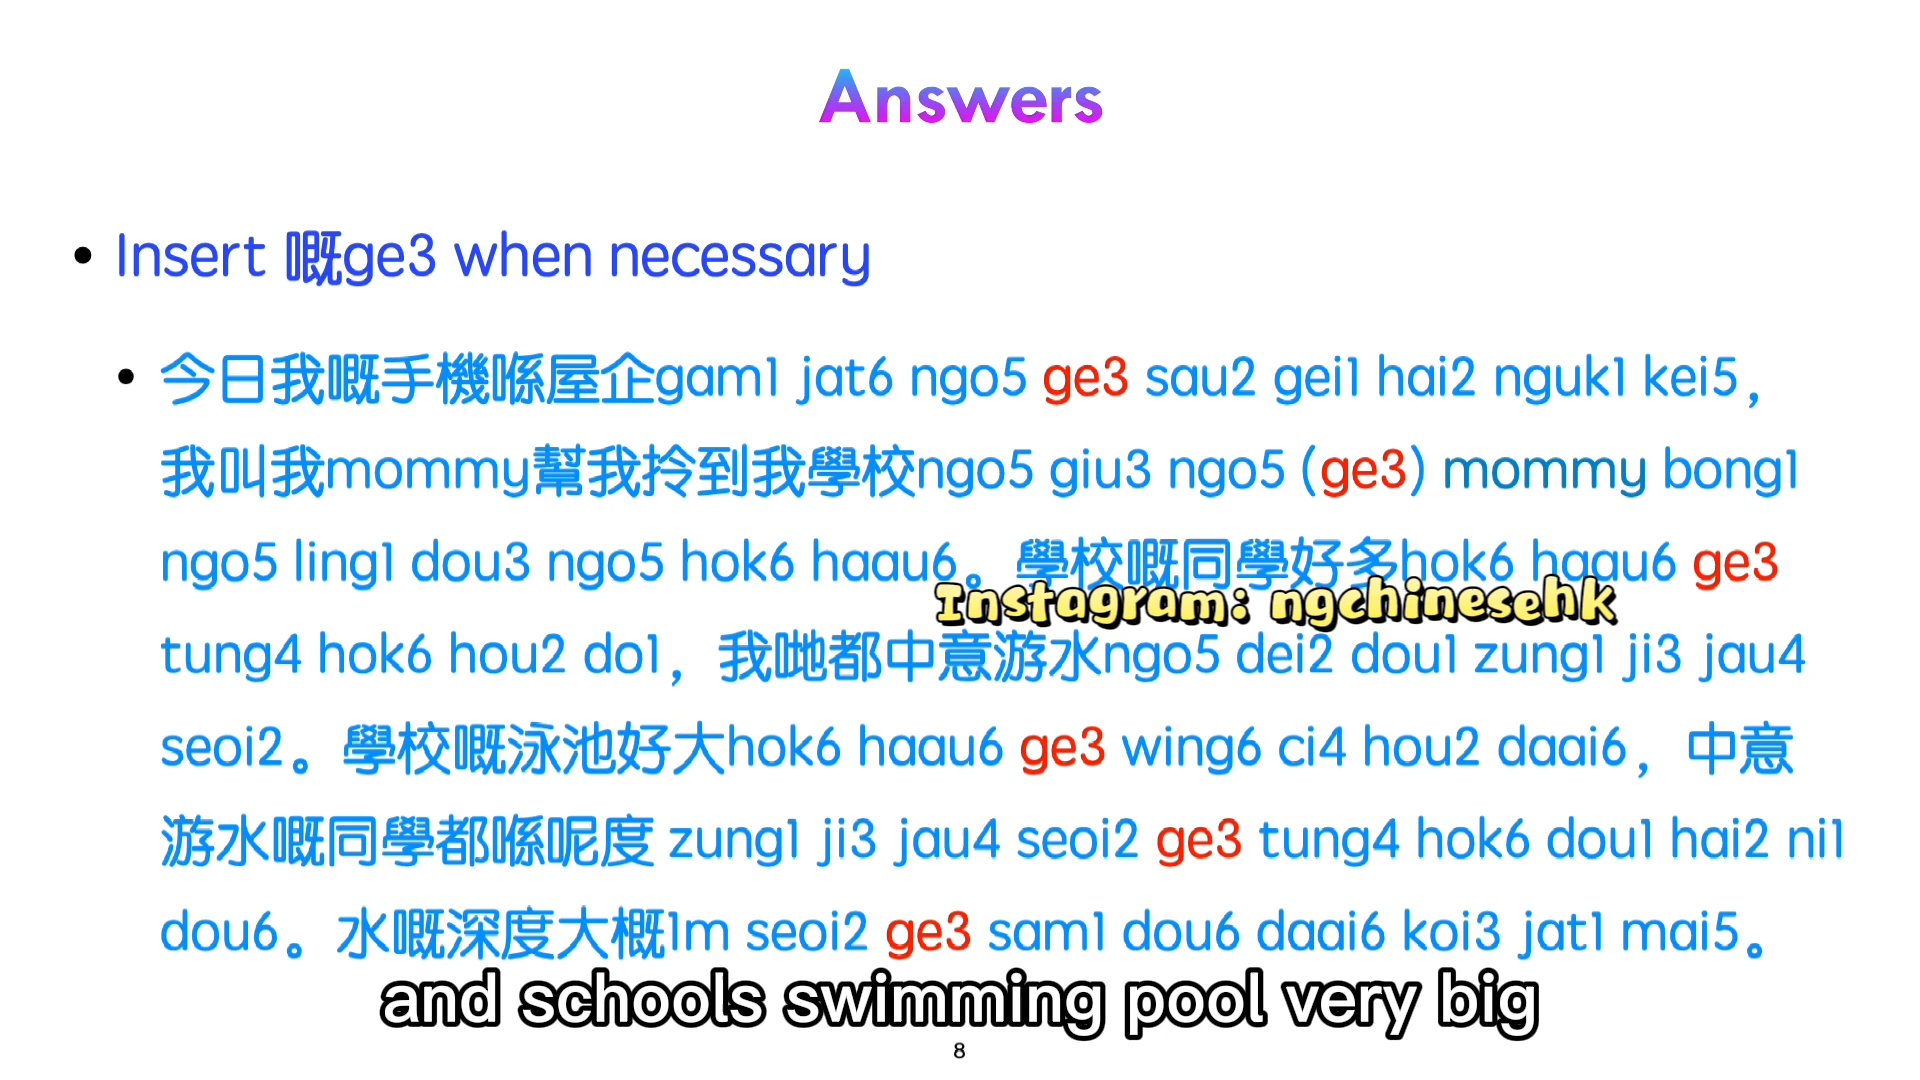 Answers
• Insert 嘅ge3 when necessary
• 今日我嘅手機喺屋企gam1 jat6 ngo5 ge3 sau2 gei1 hai2 nguk1 kei5，
我叫我mommy幫我拎到我學校ngo5 giu3 ngo5 (ge3) mommy bong1
ngo5 ling1 dou3 ngo5 hok6 haau6。學校嘅同學好多hok6 haau6 ge3
Instagram: ngchinesehk
tung4 hok6 hou2 do1，我哋都中意游水ngo5 dei2 dou1 zung1 ji3 jau4
seoi2。學校嘅泳池好大hok6 haau6 ge3 wing6 ci4 hou2 daai6，中意
游水嘅同學都喺呢度 zung1 ji3 jau4 seoi2 ge3 tung4 hok6 dou1 hai2 ni1
dou6。水嘅深度大概1m seoi2 ge3 sam1 dou6 daai6 koi3 jat1 mai5。
and schools swimming pool very big
8